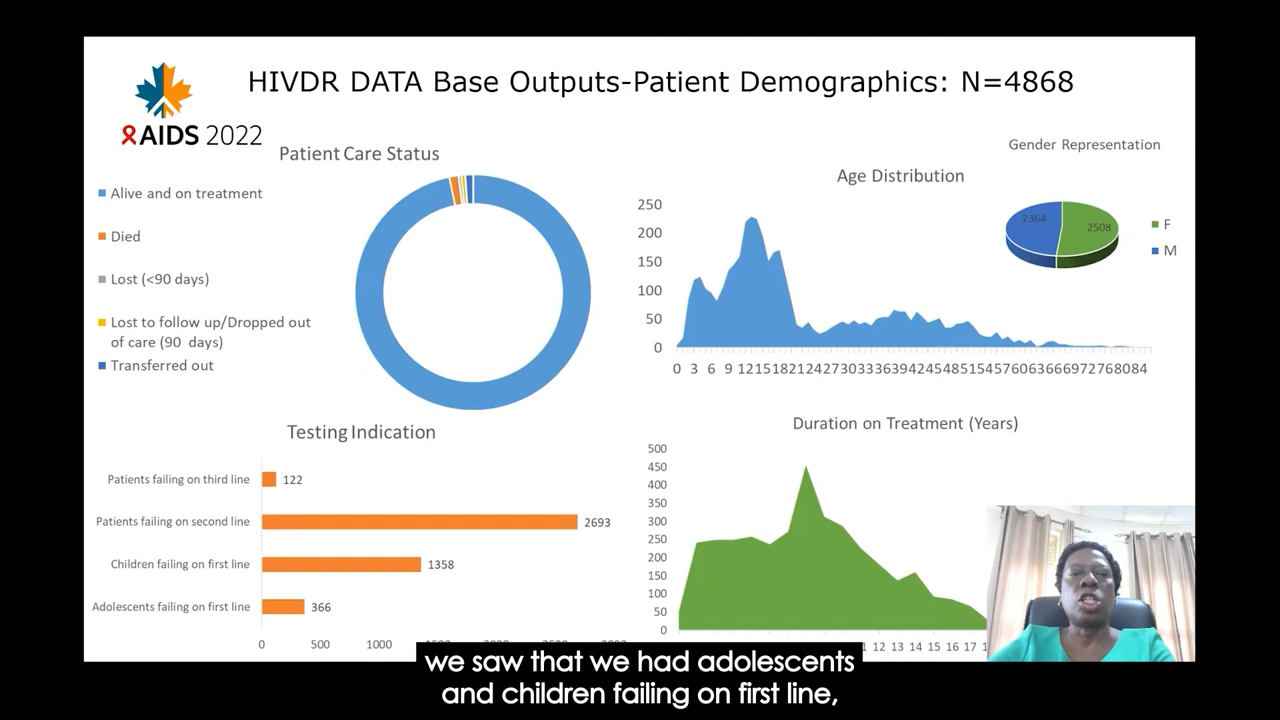 HIVDR DATA Base Outputs-Patient Demographics: N=4868
AIDS 2022
Patient Care Status
Alive and on treatment
Died
Lost (<90 days)
Lost to follow up/Dropped out
of care (90 days)
Transferred out
Gender Representation
2364
2508
F
M
Age Distribution
250
200
150
100
50
0
0 3 6 9 12 15 18 21 24 27 30 33 36 39 42 45 48 51 54 57 60 63 66 69 72 76 80 84
Testing Indication
Patients failing on third line 122
Patients failing on second line 2693
Children failing on first line 1358
Adolescents failing on first line 366
0 500 1000
Duration on Treatment (Years)
500
450
400
350
300
250
200
150
100
50
0
12 13 14 15 16 17
we saw that we had adolescents
and children failing on first line,